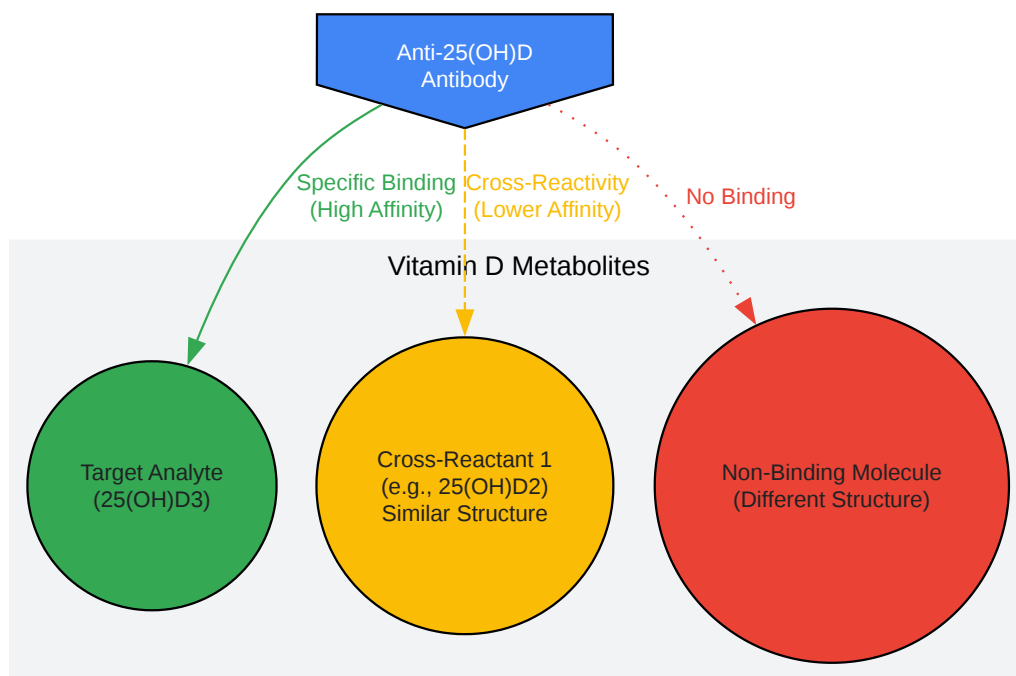 Anti-25(OH)D
Antibody
Specific Binding
(High Affinity)
Cross-Reactivity
(Lower Affinity)
No Binding
Vitamin D Metabolites
Target Analyte
(25(OH)D3)
Cross-Reactant 1
(e.g., 25(OH)D2)
Similar Structure
Non-Binding Molecule
(Different Structure)